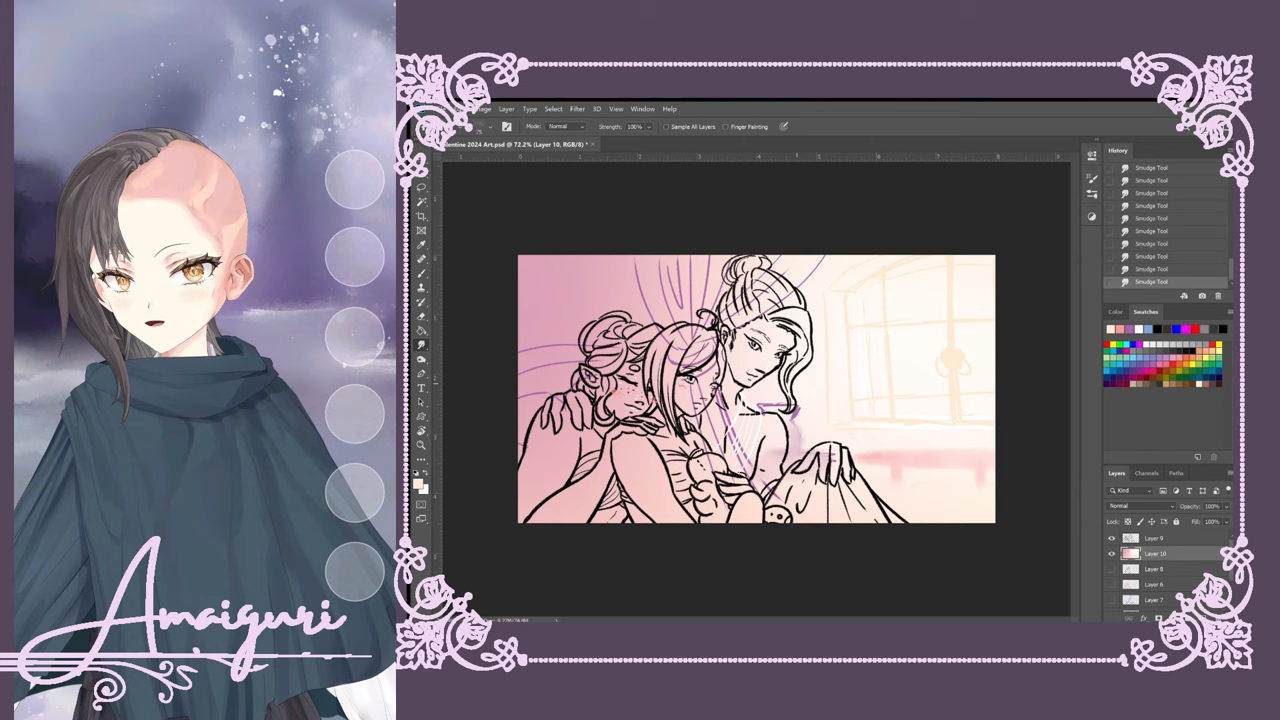 Layer Type Select Filter 3D View Window Help
Mode: Normal Strength: 100% Sample All Layers Finger Painting
entine 2024 Art.psd @ 72.2% (Layer 10, RGB/8) *
History
Smudge Tool
Smudge Tool
Smudge Tool
Smudge Tool
Smudge Tool
Smudge Tool
Smudge Tool
Smudge Tool
Smudge Tool
Smudge Tool
Color Swatches
Layers Channels Paths
Kind
Normal Opacity: 100%
Lock: Fill: 100%
Layer 9
Layer 10
Layer 8
Layer 6
Layer 7
Amaiguri